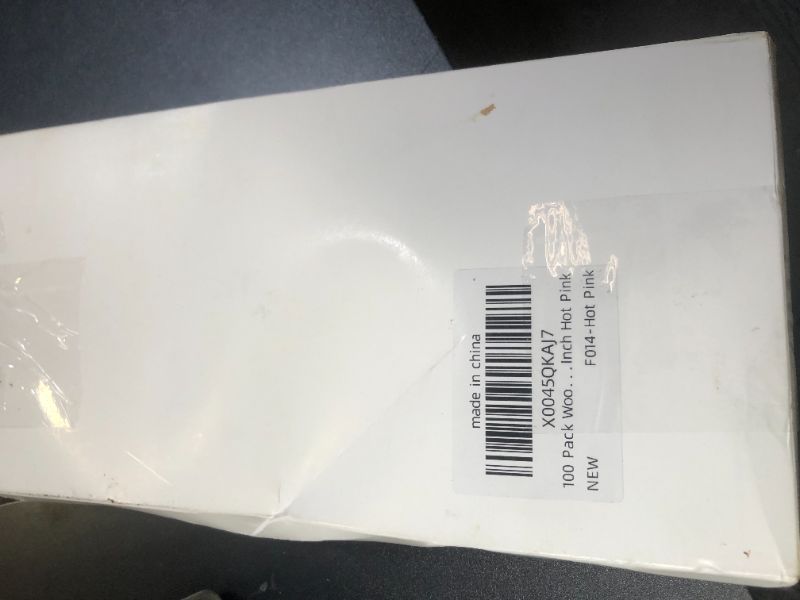 made in china
X0045QKAJ7
100 Pack Woo...Inch Hot Pink
F014-Hot Pink
NEW